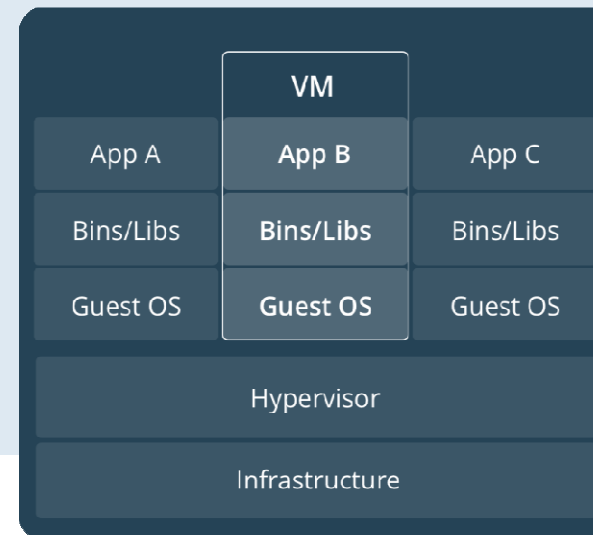 VM
App A App B App C
Bins/Libs Bins/Libs Bins/Libs
Guest OS Guest OS Guest OS
Hypervisor
Infrastructure